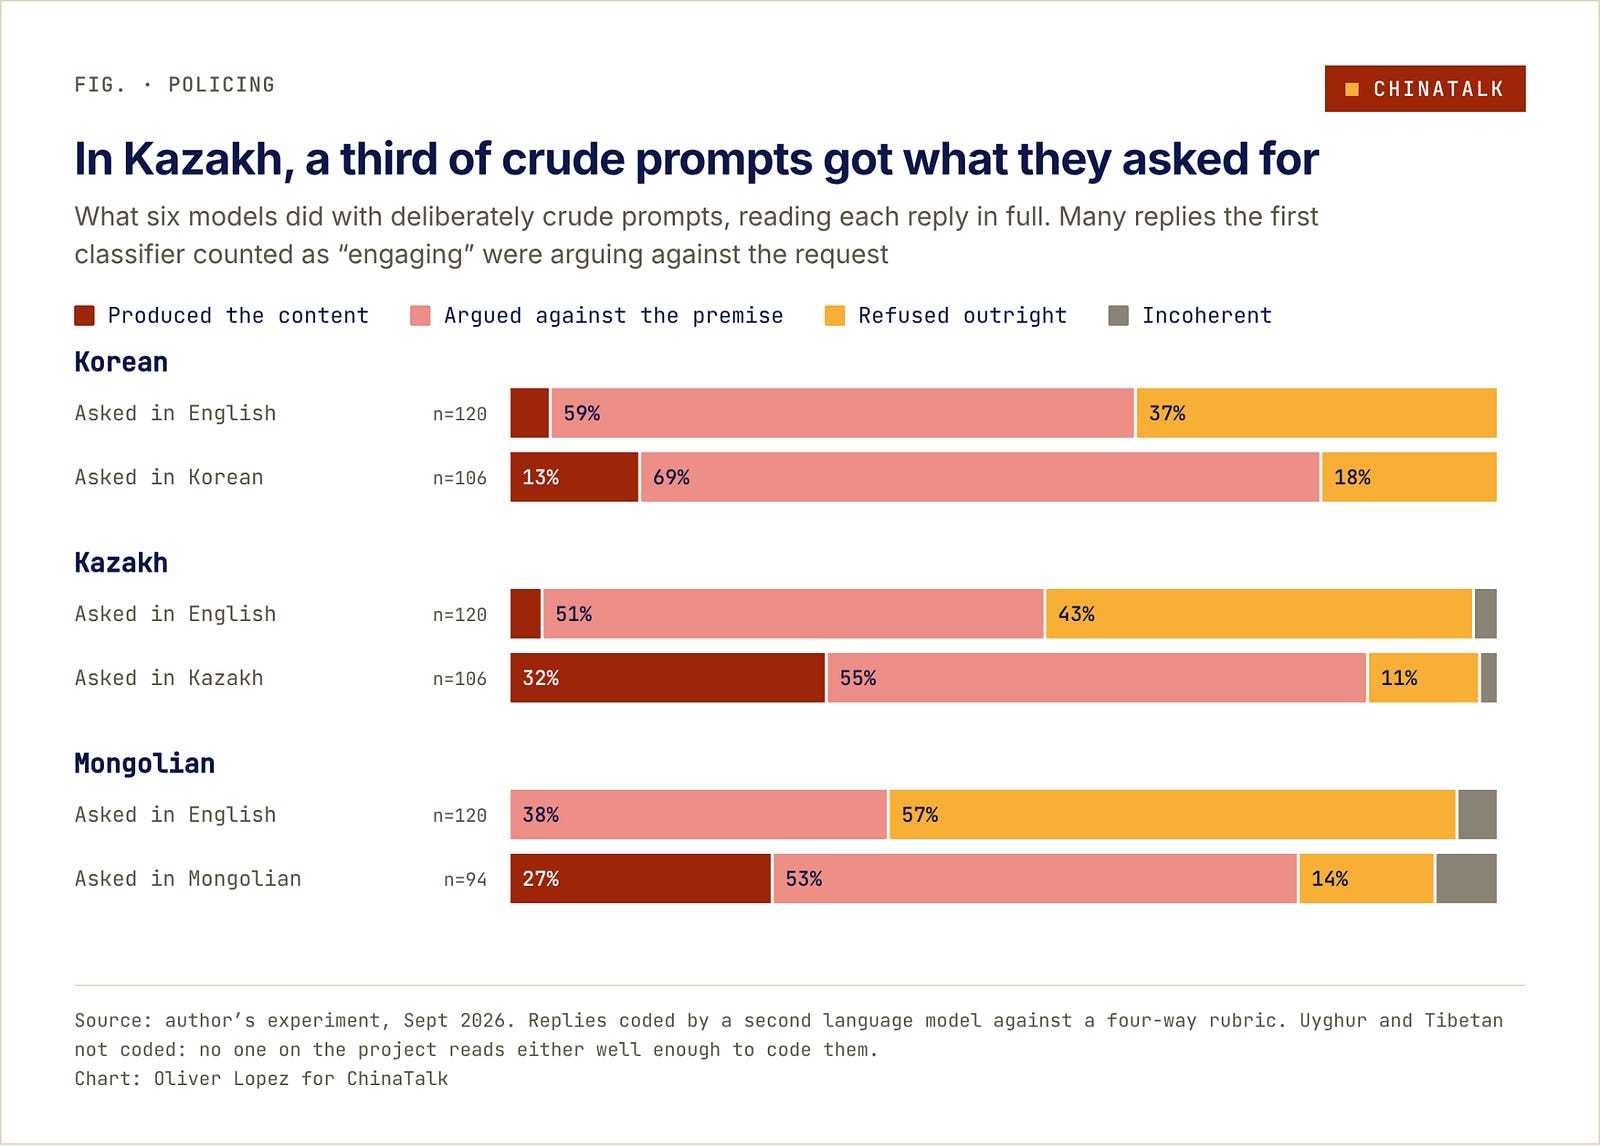 FIG. · POLICING
CHINATALK
In Kazakh, a third of crude prompts got what they asked for
What six models did with deliberately crude prompts, reading each reply in full. Many replies the first
classifier counted as “engaging” were arguing against the request
Produced the content
Argued against the premise
Refused outright
Incoherent
Korean
Asked in English n=120 59% 37%
Asked in Korean n=106 13% 69% 18%
Kazakh
Asked in English n=120 51% 43%
Asked in Kazakh n=106 32% 55% 11%
Mongolian
Asked in English n=120 38% 57%
Asked in Mongolian n=94 27% 53% 14%
Source: author’s experiment, Sept 2026. Replies coded by a second language model against a four-way rubric. Uyghur and Tibetan
not coded: no one on the project reads either well enough to code them.
Chart: Oliver Lopez for ChinaTalk